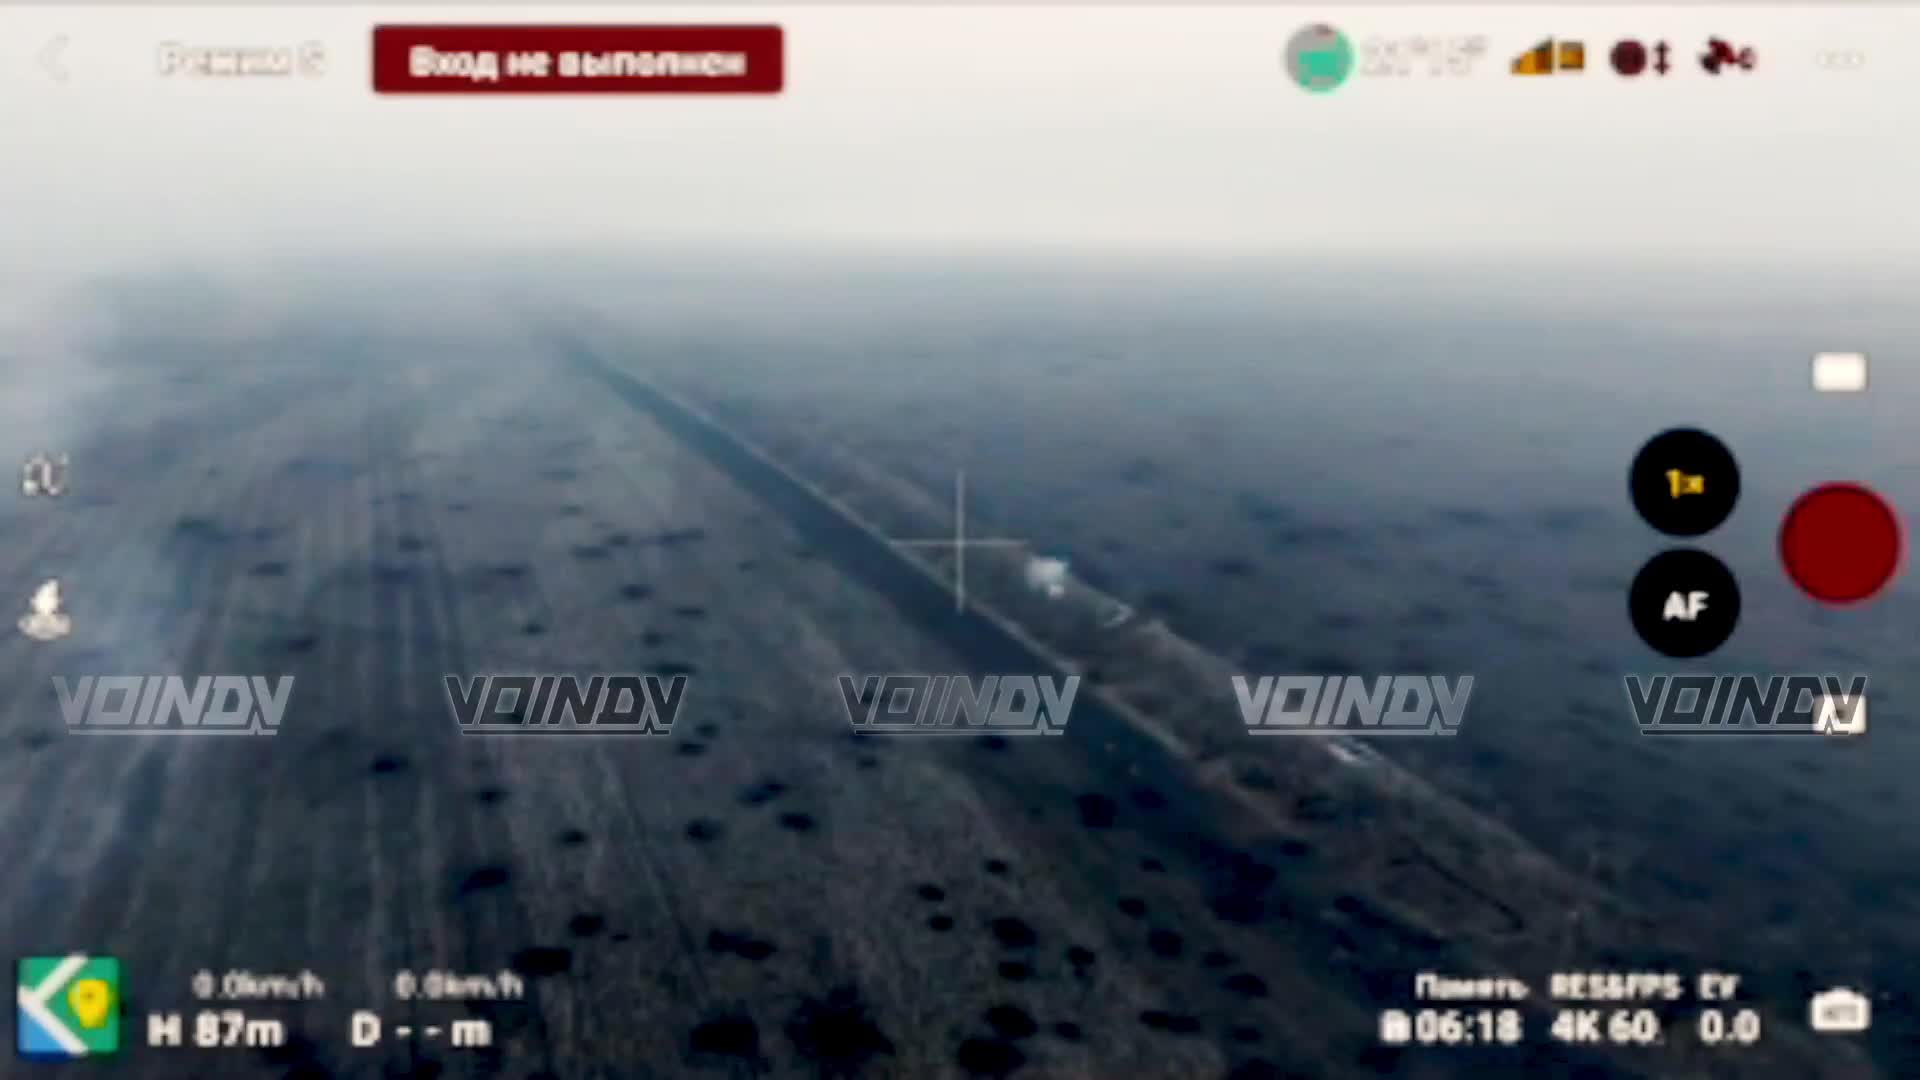 Режим S
Вход не выполнен
1x
AF
VOINDV VOINDV VOINDV VOINDV VOINDV
0.0km/h 0.0km/h
H 87m D - - m
Память RES&FPS EV
06:18 4K 60 0.0